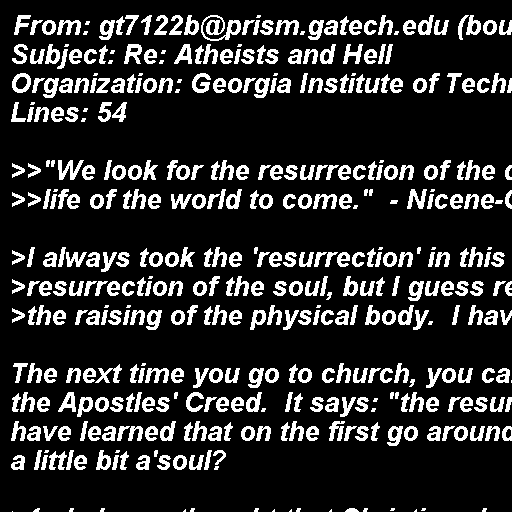 From: gt7122b@prism.gatech.edu (bou
Subject: Re: Atheists and Hell
Organization: Georgia Institute of Tech
Lines: 54

>>"We look for the resurrection of the
>>life of the world to come."  - Nicene-

>I always took the 'resurrection' in this
>resurrection of the soul, but I guess re
>the raising of the physical body.  I hav

The next time you go to church, you ca
the Apostles' Creed.  It says: "the resur
have learned that on the first go around
a little bit a'soul?